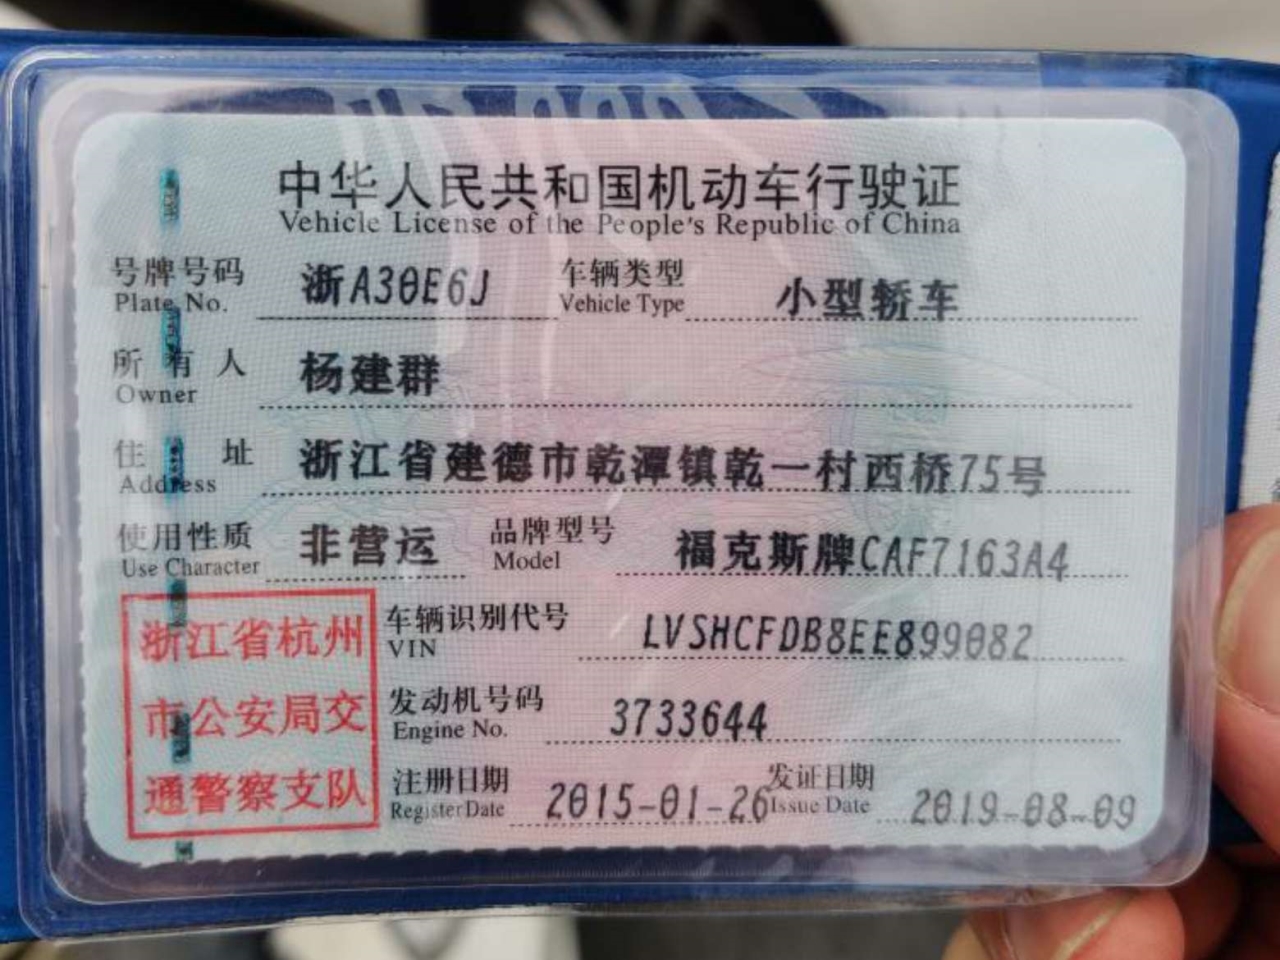 中华人民共和国机动车行驶证
Vehicle License of the People's Republic of China
号牌号码 浙A30E6J 车辆类型 小型轿车
Plate No. Vehicle Type
所有人 杨建群
Owner
住址 浙江省建德市乾潭镇乾一村西桥75号
Address
使用性质 非营运 品牌型号 福克斯牌CAF7163A4
Use Character Model
浙江省杭州
市公安局交
通警察支队
车辆识别代号 LVSHCFDB8EE899082
VIN
发动机号码 3733644
Engine No.
注册日期 2015-01-26 发证日期 2019-08-09
Register Date Issue Date